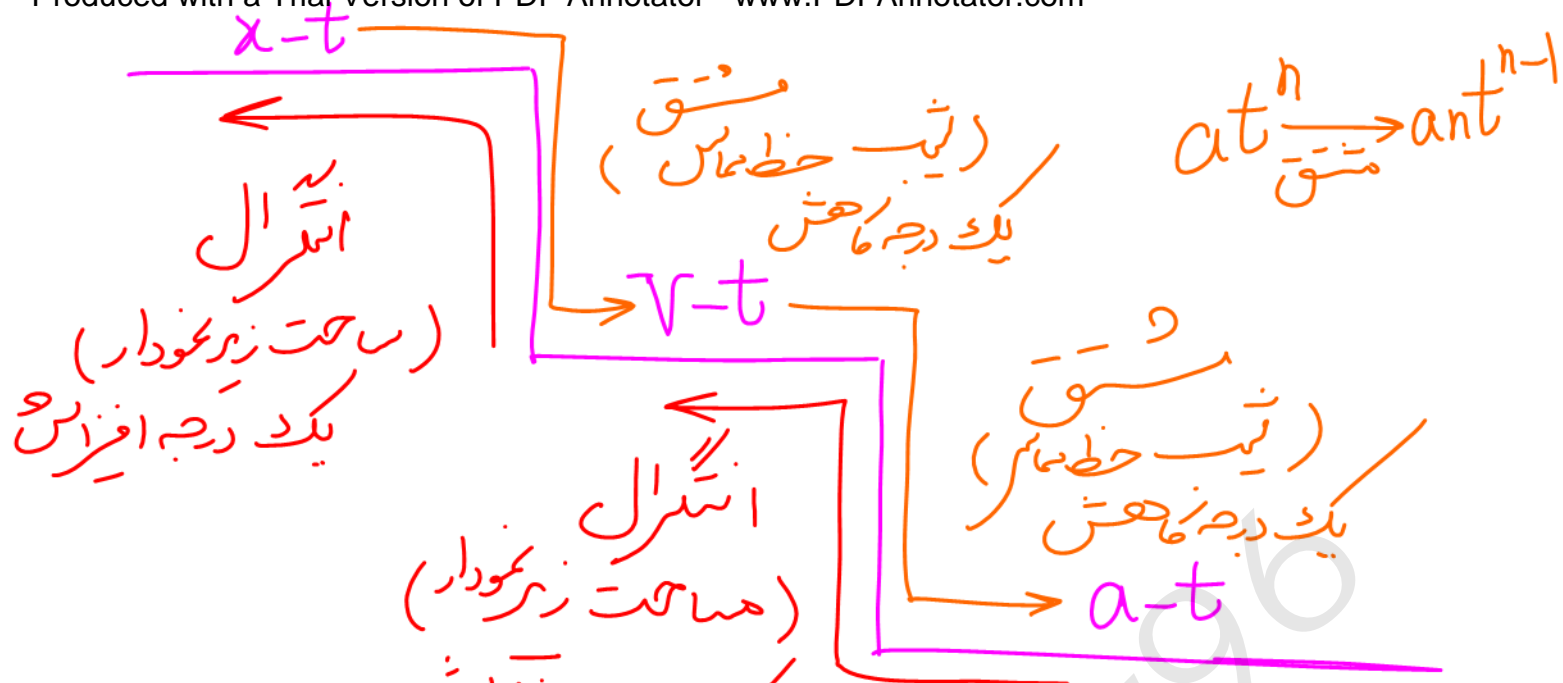 Produced with a Trial Version of PDF Annotator - www.PDFAnnotator.com
x-t
مشتق
(شیب خط مماس)
یک درجه کاهش
at^n → ant^(n-1)
مشتق
انتگرال
(مساحت زیر نمودار)
یک درجه افزایش
v-t
مشتق
(شیب خط مماس)
یک درجه کاهش
انتگرال
(مساحت زیر نمودار)
a-t